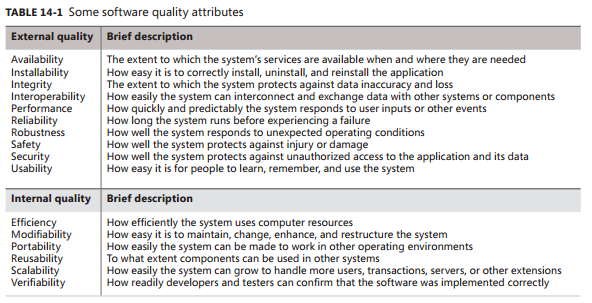 TABLE 14-1 Some software quality attributes
External quality Brief description
Availability The extent to which the system's services are available when and where they are needed
Installability How easy it is to correctly install, uninstall, and reinstall the application
Integrity The extent to which the system protects against data inaccuracy and loss
Interoperability How easily the system can interconnect and exchange data with other systems or components
Performance How quickly and predictably the system responds to user inputs or other events
Reliability How long the system runs before experiencing a failure
Robustness How well the system responds to unexpected operating conditions
Safety How well the system protects against injury or damage
Security How well the system protects against unauthorized access to the application and its data
Usability How easy it is for people to learn, remember, and use the system
Internal quality Brief description
Efficiency How efficiently the system uses computer resources
Modifiability How easy it is to maintain, change, enhance, and restructure the system
Portability How easily the system can be made to work in other operating environments
Reusability To what extent components can be used in other systems
Scalability How easily the system can grow to handle more users, transactions, servers, or other extensions
Verifiability How readily developers and testers can confirm that the software was implemented correctly